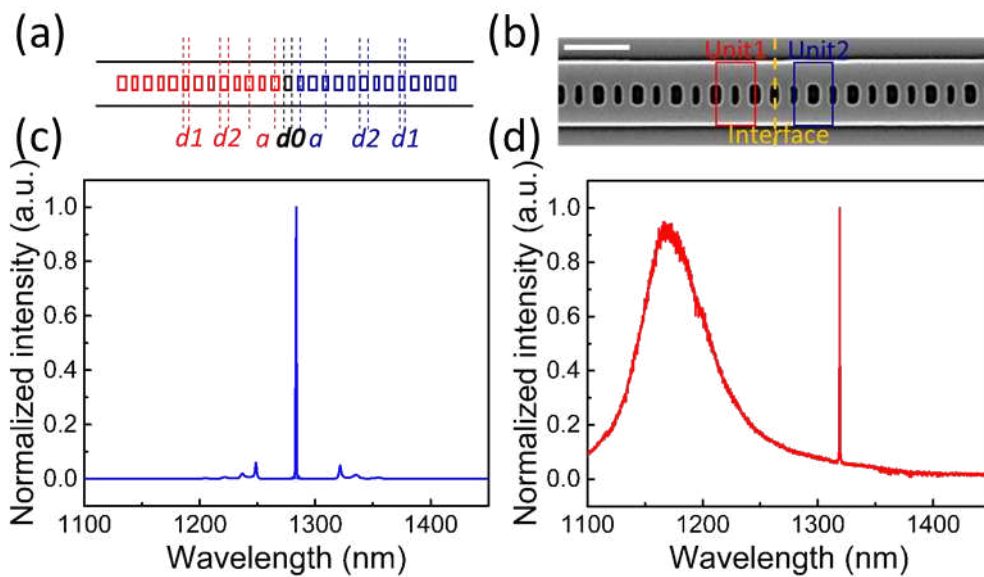 (a)
d1 d2 a d0 a d2 d1
(b)
Unit1 Unit2
Interface
(c)
Normalized intensity (a.u.)
1.0
0.8
0.6
0.4
0.2
0.0
1100 1200 1300 1400
Wavelength (nm)
(d)
Normalized intensity (a.u.)
1.0
0.8
0.6
0.4
0.2
0.0
1100 1200 1300 1400
Wavelength (nm)